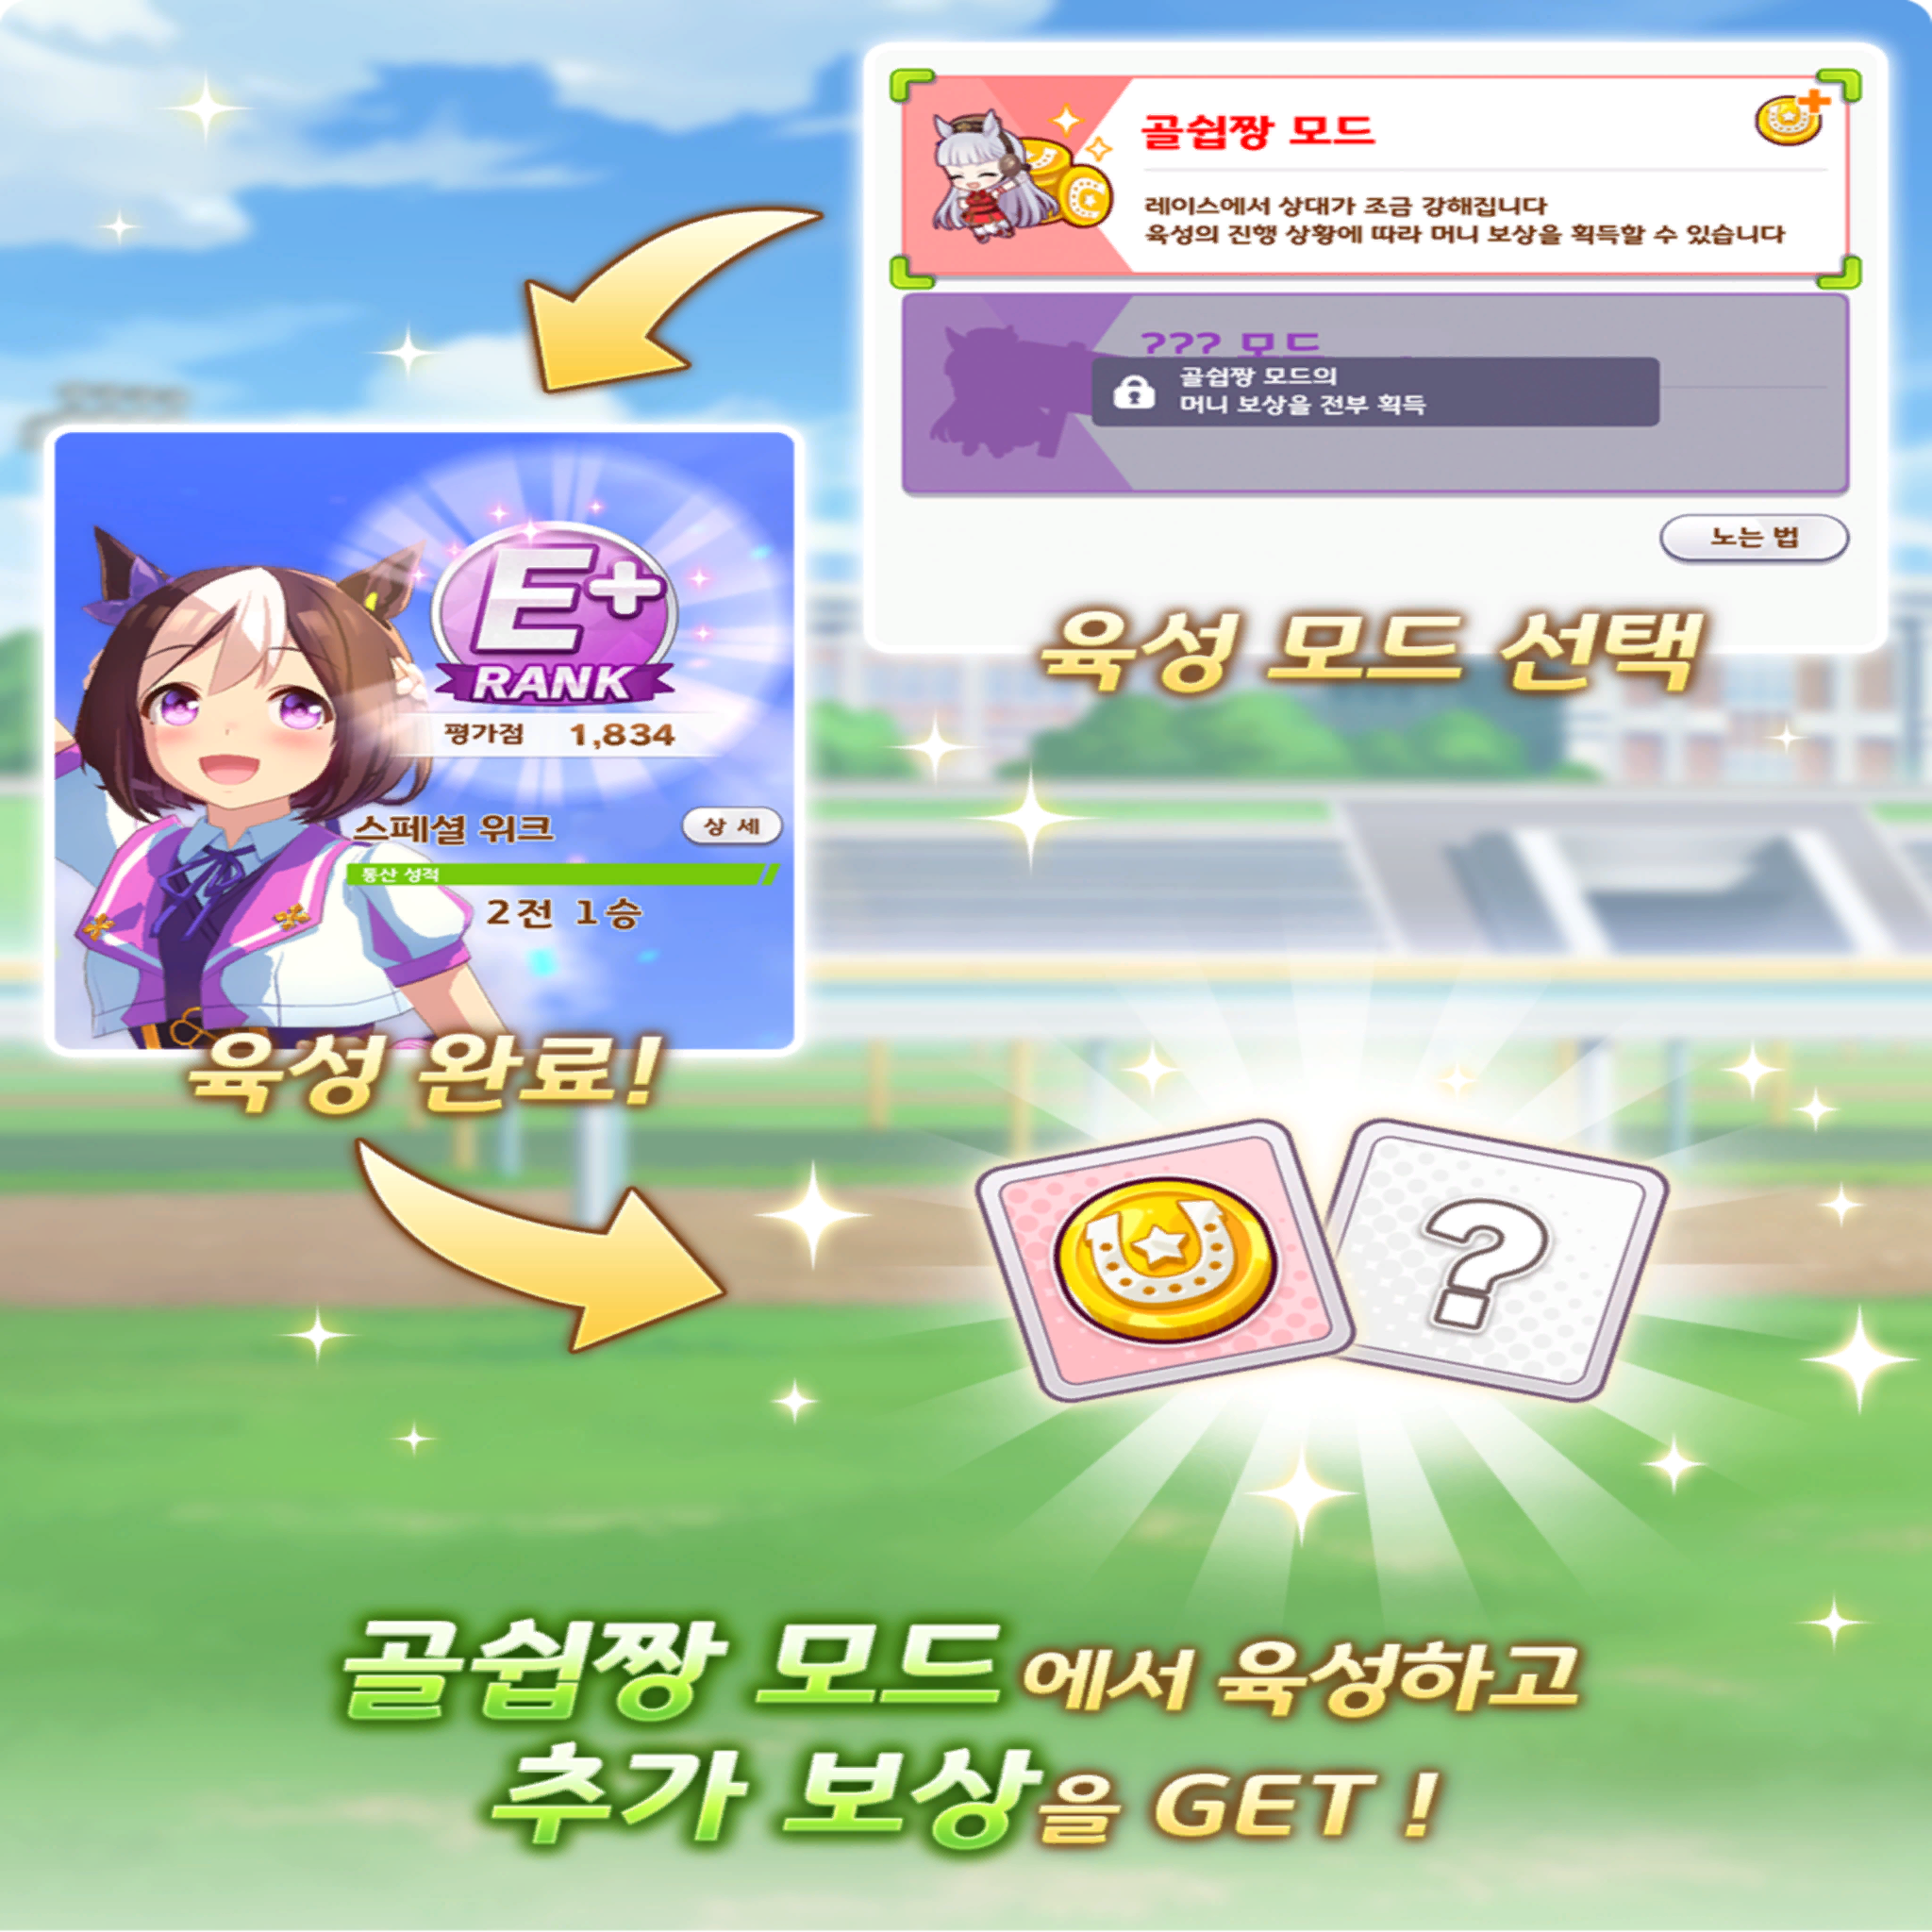 골쉽짱 모드
레이스에서 상대가 조금 강해집니다
육성의 진행 상황에 따라 머니 보상을 획득할 수 있습니다
??? 모드
골쉽짱 모드의
머니 보상을 전부 획득
노는 법
육성 모드 선택
E+
RANK
평가점 1,834
스페셜 위크
상 세
통산 성적
2전 1승
육성 완료!
?
골쉽짱 모드에서 육성하고
추가 보상을 GET !